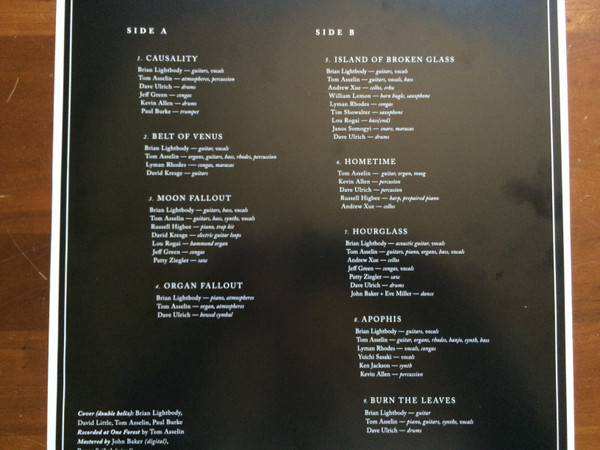 SIDE A
1. CAUSALITY
Brian Lightbody — guitars, vocals
Tom Asselin — atmospheres, percussion
Dave Ulrich — drums
Jeff Green — congas
Kevin Allen — drums
Paul Burke — trumpet
2. BELT OF VENUS
Brian Lightbody — guitar, vocals
Tom Asselin — organs, guitars, bass, rhodes, percussion
Lyman Rhodes — congas, maracas
David Kresge — guitars
3. MOON FALLOUT
Brian Lightbody — guitars, bass, vocals
Tom Asselin — guitars, bass, synths, vocals
Russell Higbee — piano, trap kit
David Kresge — electric guitar loops
Lou Rogai — hammond organ
Jeff Green — congas
Patty Ziegler — saw
4. ORGAN FALLOUT
Brian Lightbody — piano, atmospheres
Tom Asselin — organ, atmospheres
Dave Ulrich — bowed cymbal
Cover (double helix): Brian Lightbody,
David Little, Tom Asselin, Paul Burke
Recorded at One Forest by Tom Asselin
Mastered by John Baker (digital),
SIDE B
5. ISLAND OF BROKEN GLASS
Brian Lightbody — guitars, vocals
Tom Asselin — guitars, vocals, bass
Andrew Xue — cellos, erhu
William Lemon — horn bugle, saxophone
Lyman Rhodes — congas
Tim Showalter — saxophone
Lou Rogai — bass(end)
Janos Somogyi — snare, maracas
Dave Ulrich — drums
6. HOMETIME
Tom Asselin — guitar, organ, moog
Kevin Allen — percussion
Dave Ulrich — percussion
Russell Higbee — harp, prepaired piano
Andrew Xue — cellos
7. HOURGLASS
Brian Lightbody — acoustic guitar, vocals
Tom Asselin — guitars, piano, organs, bass, vocals
Andrew Xue — cellos
Jeff Green — congas, vocals
Patty Ziegler — saw
Dave Ulrich — drums
John Baker + Eve Miller — dance
8. APOPHIS
Brian Lightbody — guitars, vocals
Tom Asselin — guitar, organs, rhodes, banjo, synth, bass
Lyman Rhodes — vocals, congas
Yuichi Sasaki — vocals
Ken Jackson — synth
Kevin Allen — percussion
9. BURN THE LEAVES
Brian Lightbody — guitar
Tom Asselin — piano, guitars, synths, vocals
Dave Ulrich — drums